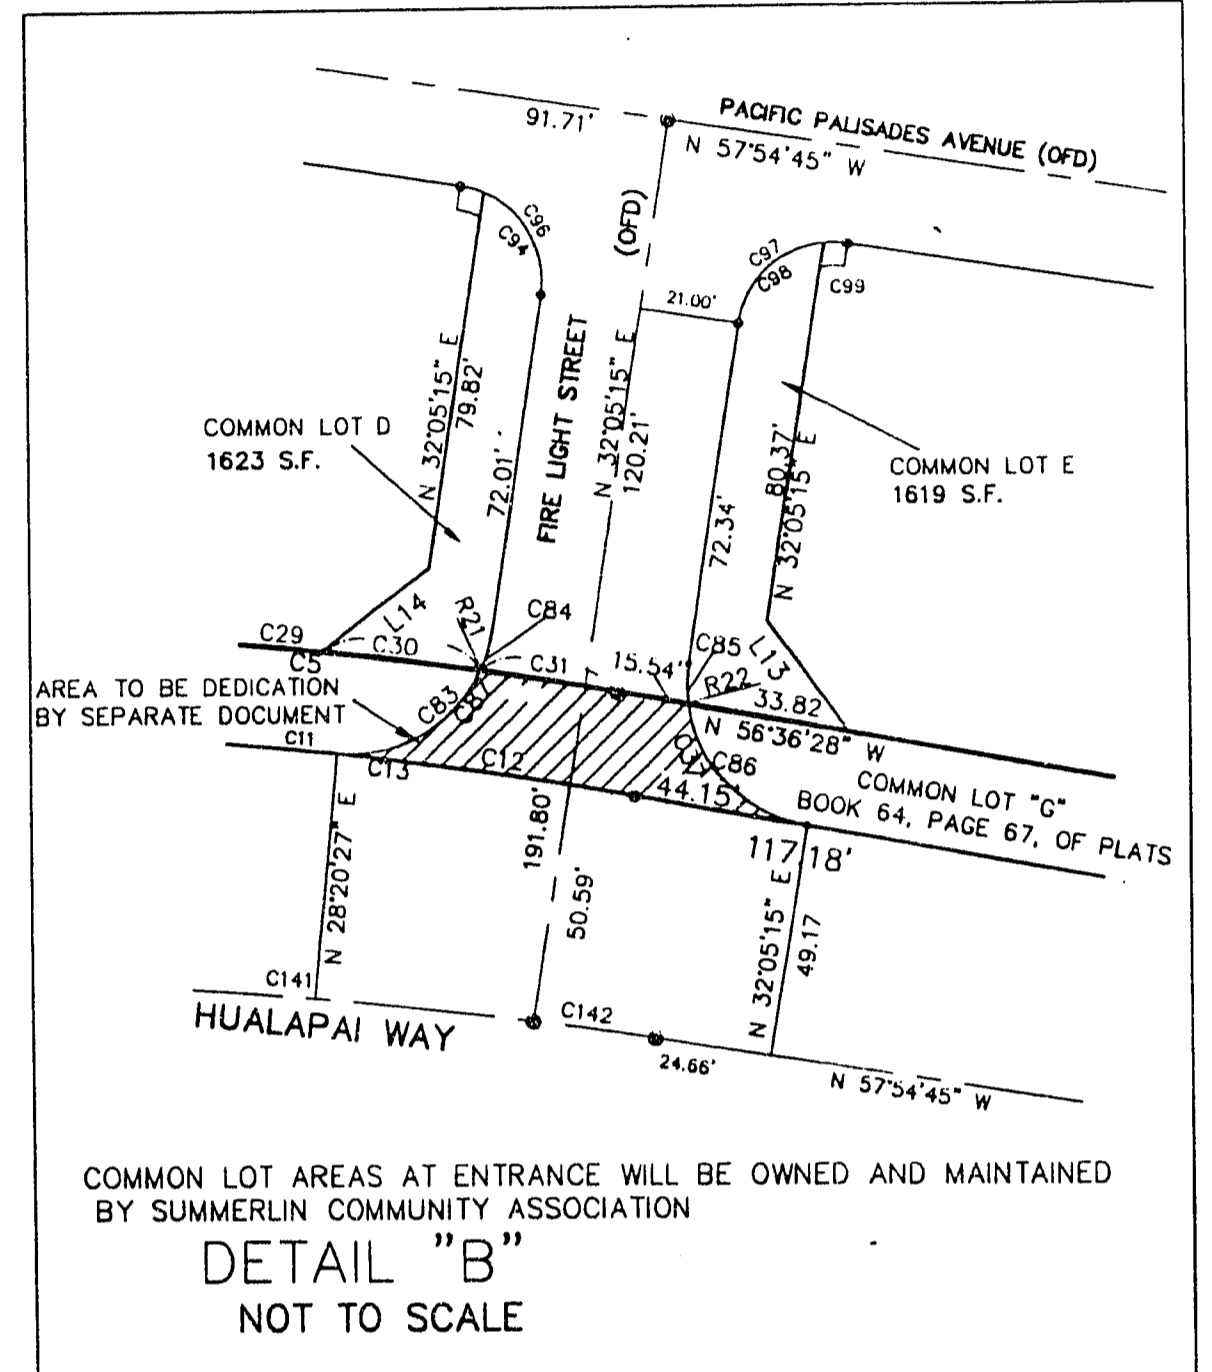 91.71'
PACIFIC PALISADES AVENUE (OFD)
N 57°54'45" W
(OFD)
C96
C94
C97
C98
C99
21.00'
N 32°05'15" E
79.82'
72.01'
FIRE LIGHT STREET
N 32°05'15" E
120.21'
72.34'
80.37'
N 32°05'15" E
COMMON LOT D
1623 S.F.
COMMON LOT E
1619 S.F.
L14
R21
C84
C29
C5
C30
C31
15.54'
C85
L13
R22
33.82
N 56°36'28" W
AREA TO BE DEDICATION
BY SEPARATE DOCUMENT
C83
C87
C11
C13
C12
C86
44.15'
COMMON LOT "G"
BOOK 64, PAGE 67, OF PLATS
117.18'
N 28°20'27" E
191.80'
50.59'
N 32°05'15" E
49.17
C141
HUALAPAI WAY
C142
24.66'
N 57°54'45" W
COMMON LOT AREAS AT ENTRANCE WILL BE OWNED AND MAINTAINED
BY SUMMERLIN COMMUNITY ASSOCIATION
DETAIL "B"
NOT TO SCALE